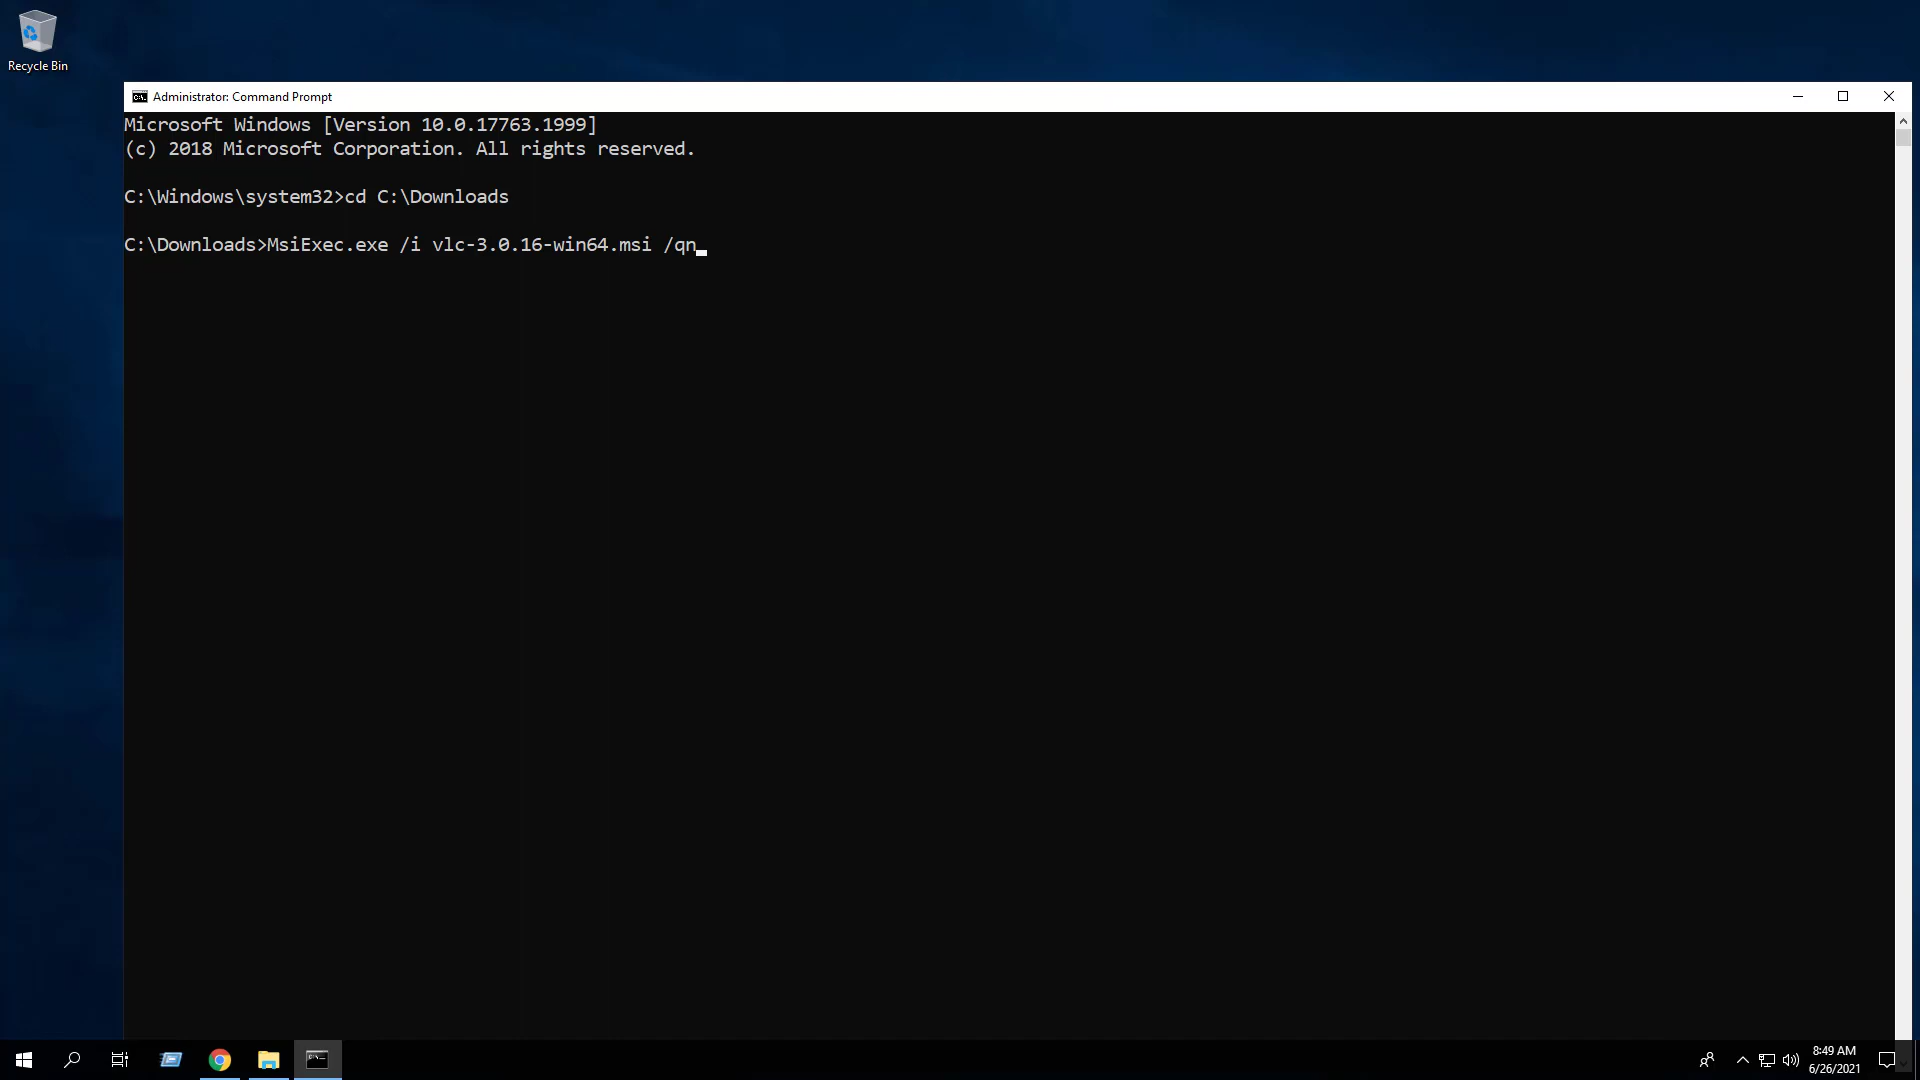 Recycle Bin
Administrator: Command Prompt
Microsoft Windows [Version 10.0.17763.1999]
(c) 2018 Microsoft Corporation. All rights reserved.
C:\Windows\system32>cd C:\Downloads
C:\Downloads>MsiExec.exe /i vlc-3.0.16-win64.msi /qn
8:49 AM
6/26/2021